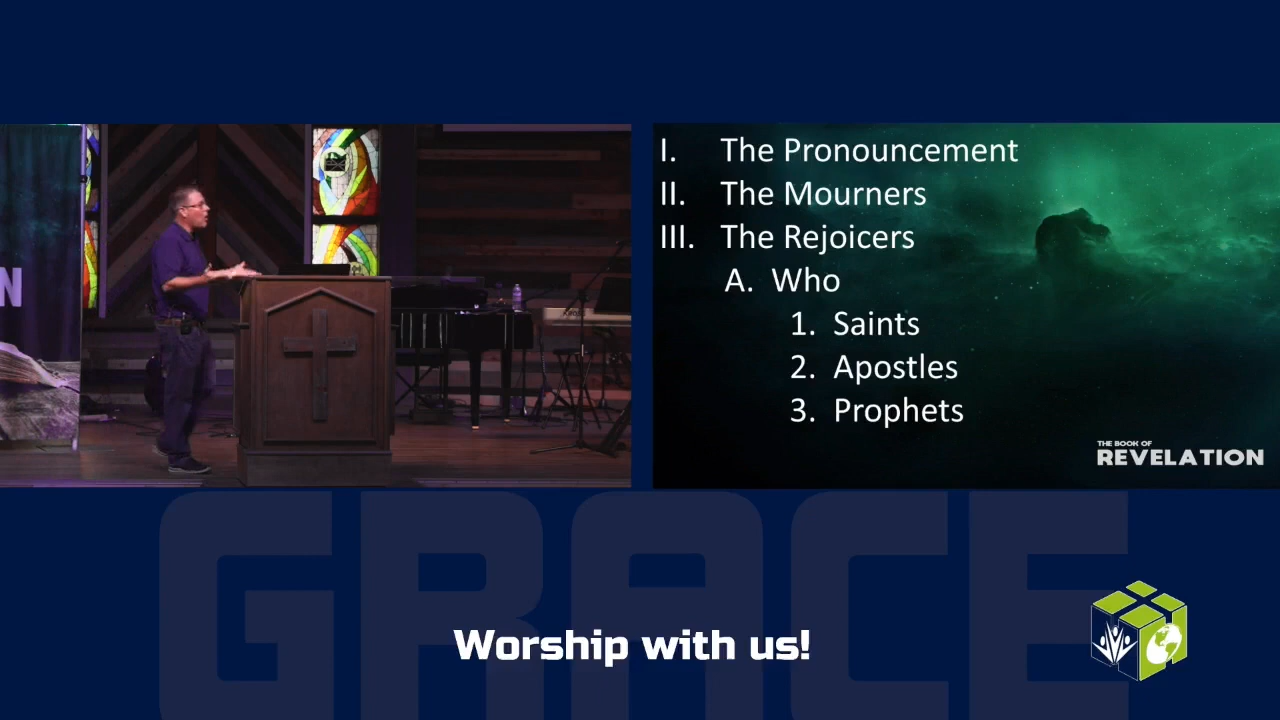 N
I. The Pronouncement
II. The Mourners
III. The Rejoicers
A. Who
1. Saints
2. Apostles
3. Prophets
THE BOOK OF
REVELATION
GRACE
Worship with us!